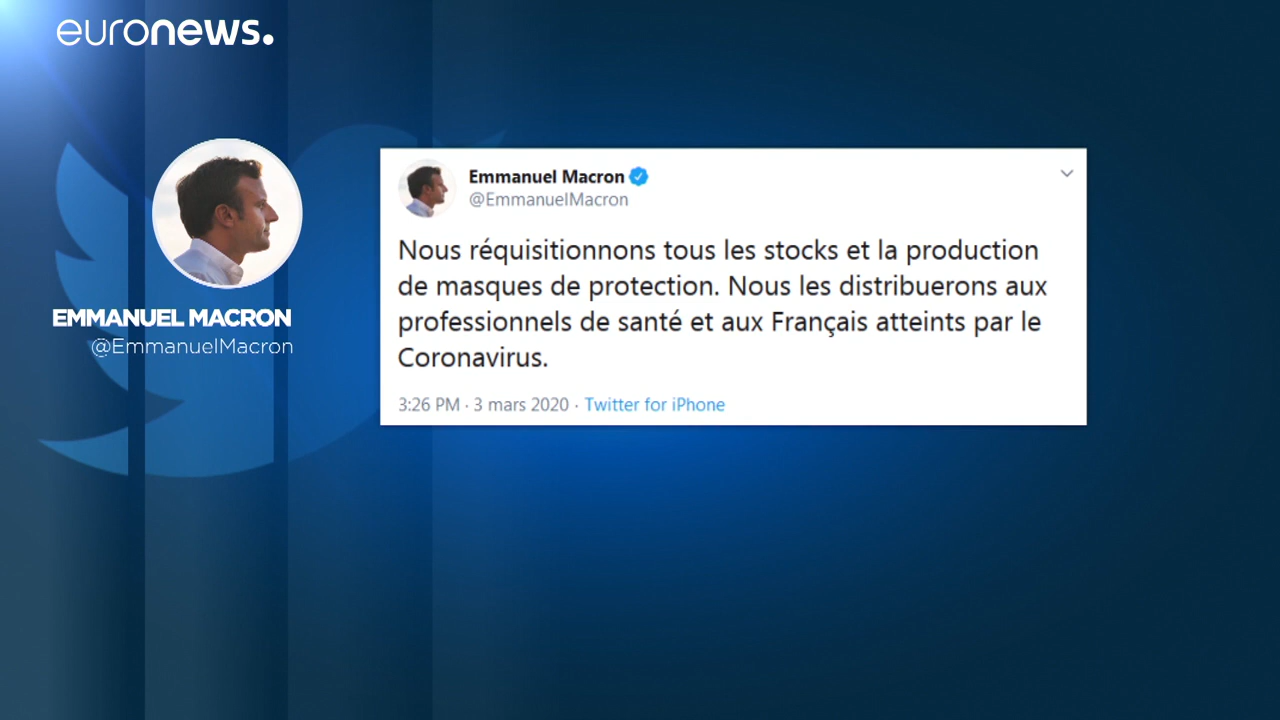 euronews.
EMMANUEL MACRON
@EmmanuelMacron
Emmanuel Macron
@EmmanuelMacron
Nous réquisitionnons tous les stocks et la production
de masques de protection. Nous les distribuerons aux
professionnels de santé et aux Français atteints par le
Coronavirus.
3:26 PM · 3 mars 2020 · Twitter for iPhone